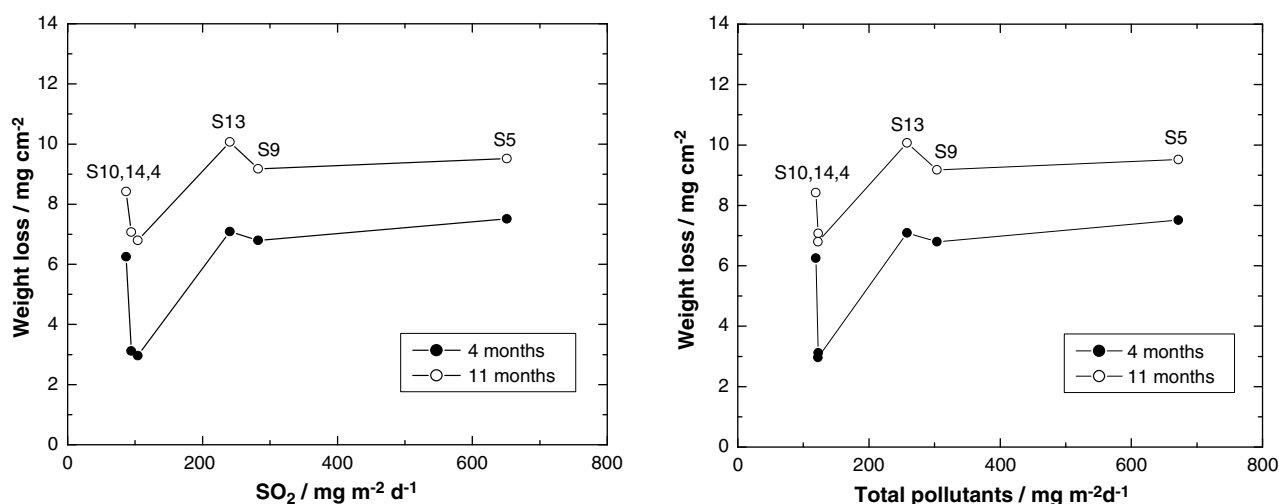 14
12
10
8
6
4
2
0
Weight loss / mg cm-2
S10,14,4
S13
S9
S5
4 months
11 months
0 200 400 600 800
SO2 / mg m-2 d-1
14
12
10
8
6
4
2
0
Weight loss / mg cm-2
S10,14,4
S13
S9
S5
4 months
11 months
0 200 400 600 800
Total pollutants / mg m-2d-1